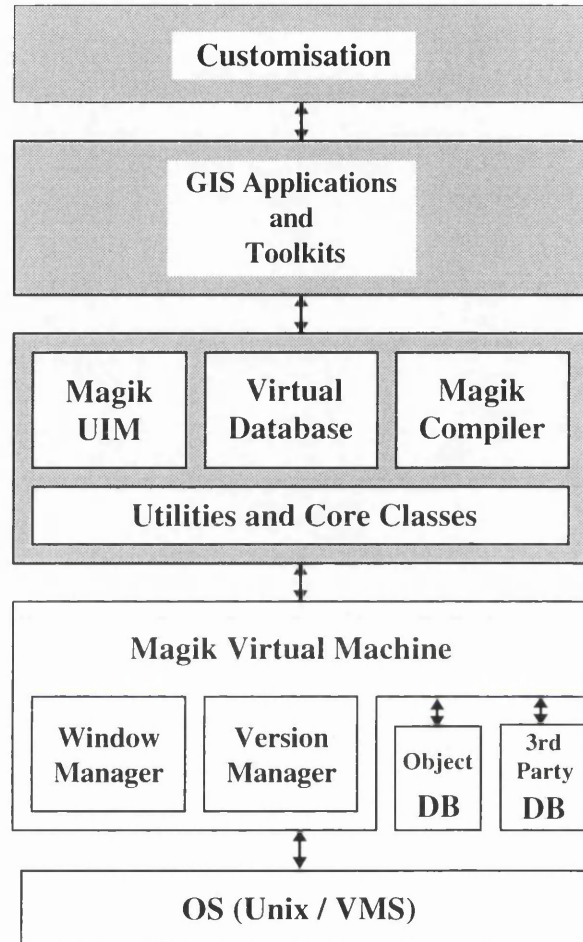 Customisation
GIS Applications
and
Toolkits
Magik
UIM
Virtual
Database
Magik
Compiler
Utilities and Core Classes
Magik Virtual Machine
Window
Manager
Version
Manager
Object
DB
3rd
Party
DB
OS (Unix / VMS)